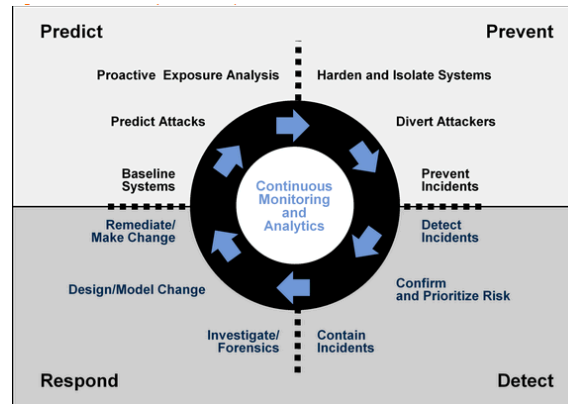 Predict
Prevent
Proactive Exposure Analysis
Harden and Isolate Systems
Predict Attacks
Divert Attackers
Baseline
Systems
Prevent
Incidents
Continuous
Monitoring
and
Analytics
Remediate/
Make Change
Detect
Incidents
Design/Model Change
Confirm
and Prioritize Risk
Investigate/
Forensics
Contain
Incidents
Respond
Detect